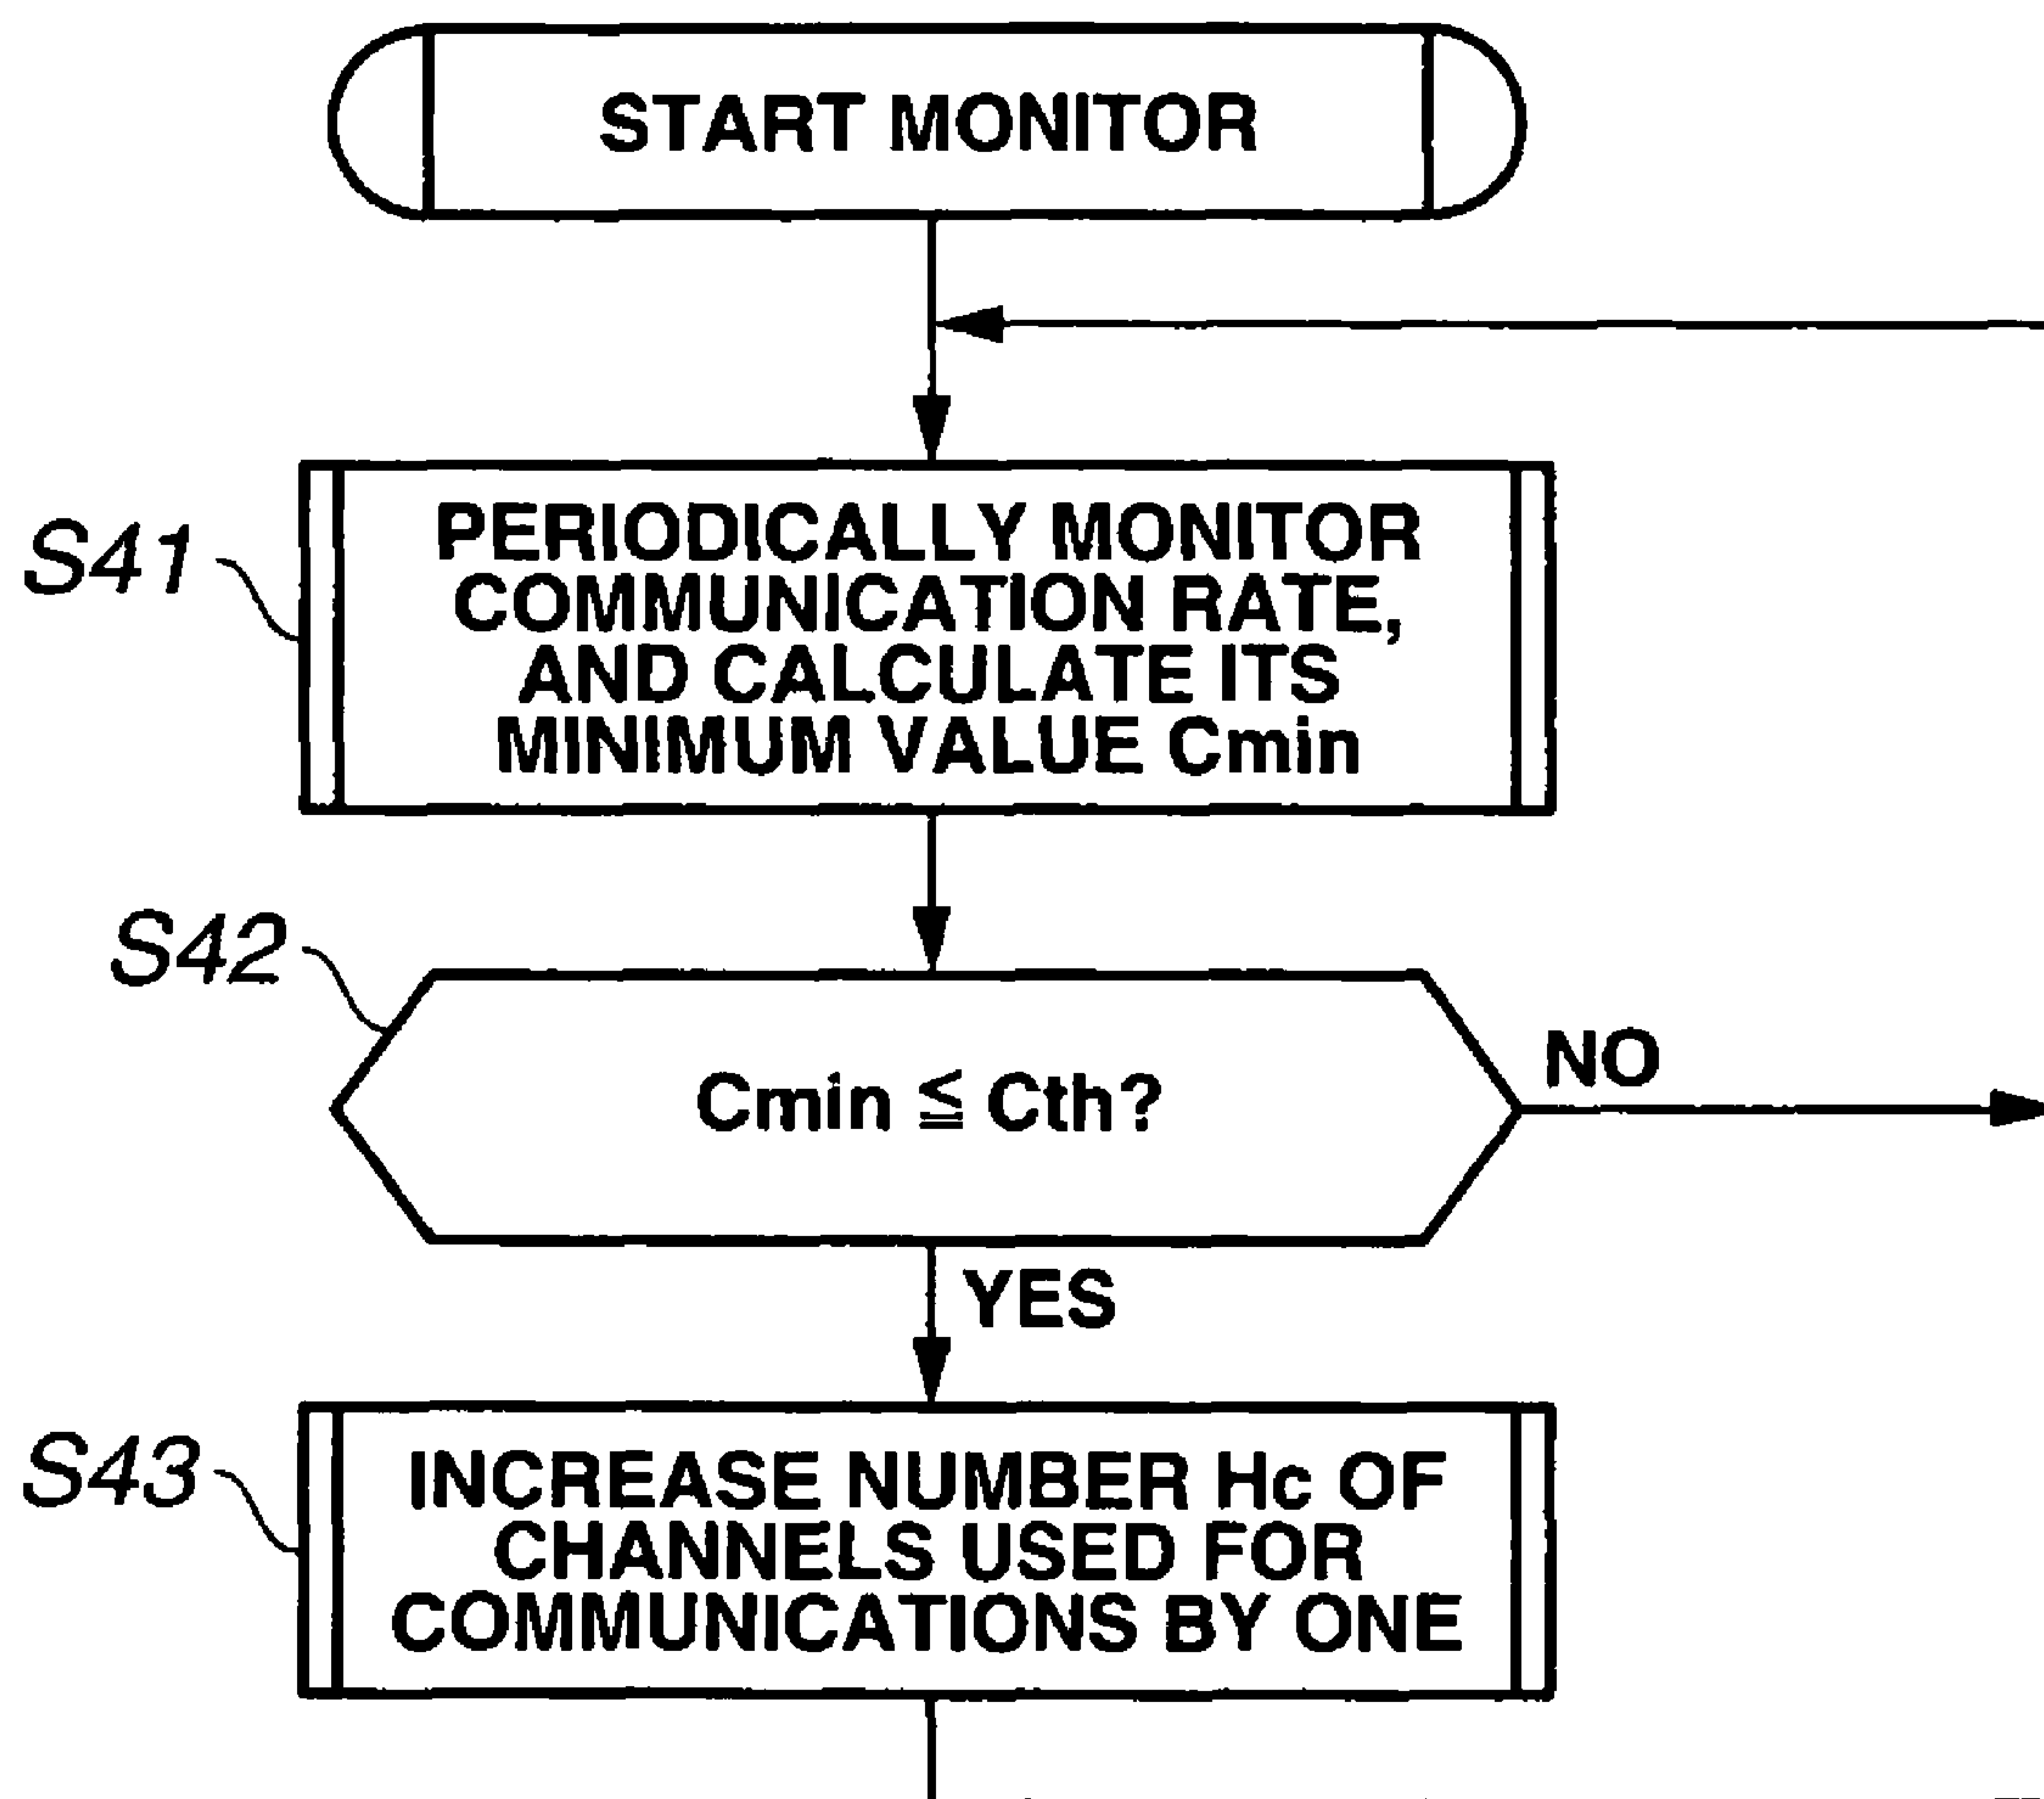 START MONITOR
S41
PERIODICALLY MONITOR
COMMUNICATION RATE,
AND CALCULATE ITS
MINIMUM VALUE Cmin
S42
Cmin ≦ Cth?
NO
YES
S43
INCREASE NUMBER Hc OF
CHANNELS USED FOR
COMMUNICATIONS BY ONE